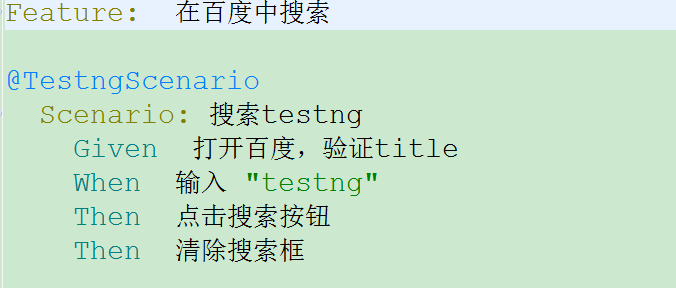 Feature: 在百度中搜索
@TestngScenario
Scenario: 搜索testng
Given 打开百度，验证title
When 输入 "testng"
Then 点击搜索按钮
Then 清除搜索框